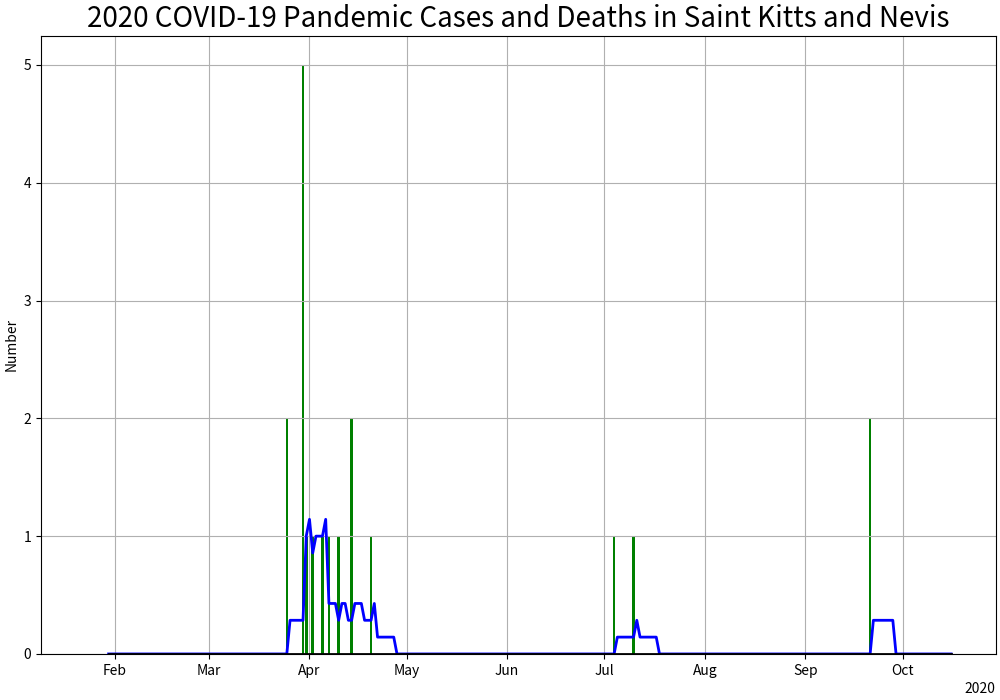 2020 COVID-19 Pandemic Cases and Deaths in Saint Kitts and Nevis
5
4
3
2
1
0
Number
Feb Mar Apr May Jun Jul Aug Sep Oct
2020